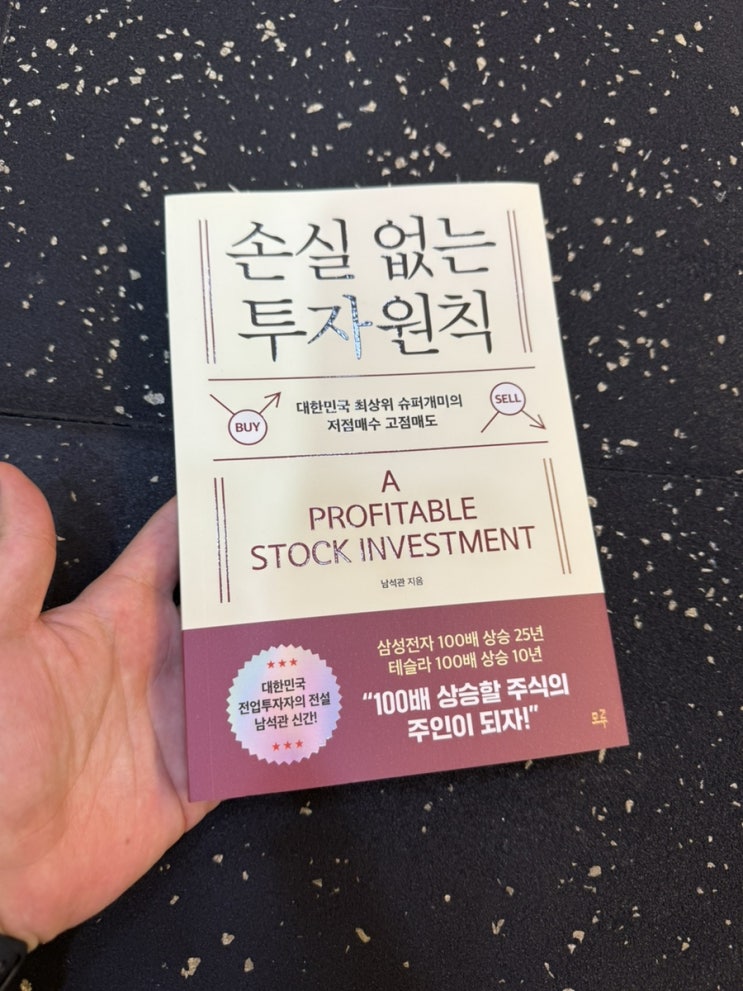 손실 없는
투자원칙
BUY
대한민국 최상위 슈퍼개미의
저점매수 고점매도
SELL
A
PROFITABLE
STOCK INVESTMENT
남석관 지음
★★★
대한민국
전업투자자의 전설
남석관 신간!
★★★
삼성전자 100배 상승 25년
테슬라 100배 상승 10년
“100배 상승할 주식의
주인이 되자!”
모루